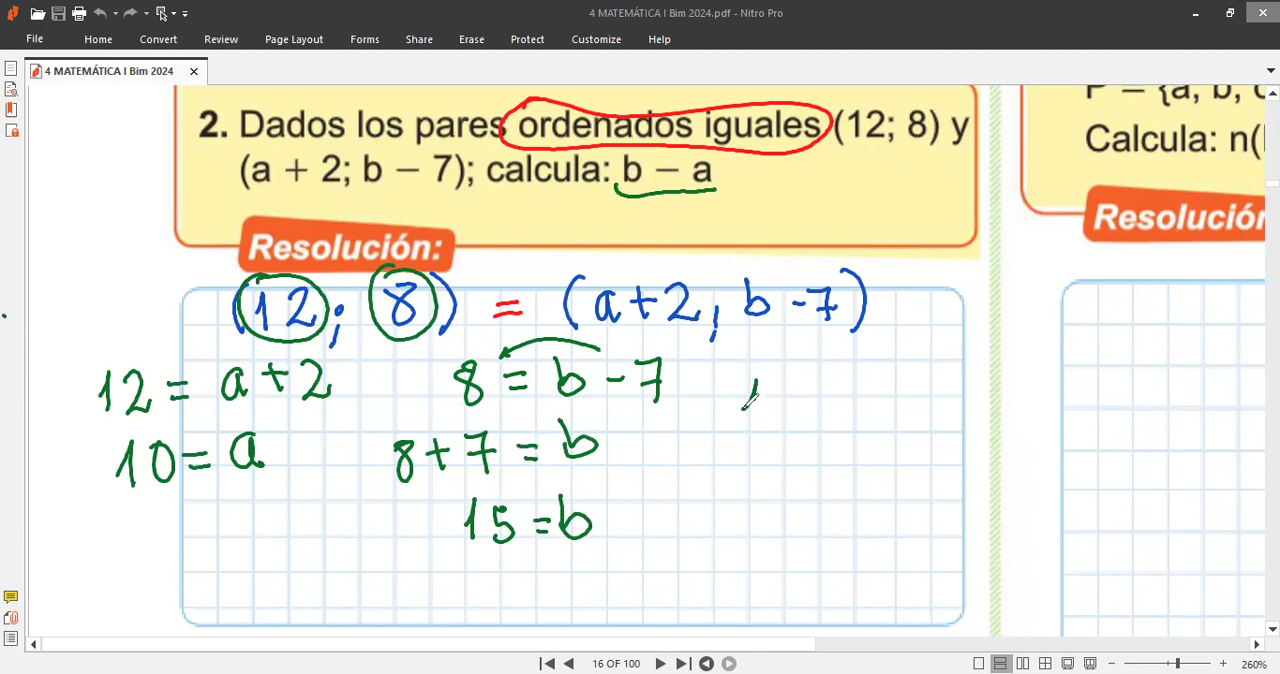 4 MATEMÁTICA I Bim 2024.pdf - Nitro Pro
File Home Convert Review Page Layout Forms Share Erase Protect Customize Help
4 MATEMÁTICA I Bim 2024
2. Dados los pares ordenados iguales (12; 8) y
(a + 2; b − 7); calcula: b − a
Resolución:
(12; 8) = (a+2, b-7)
12 = a+2
10 = a
8 = b-7
8+7 = b
15 = b
Calcula: n(
Resolución
16 OF 100
260%